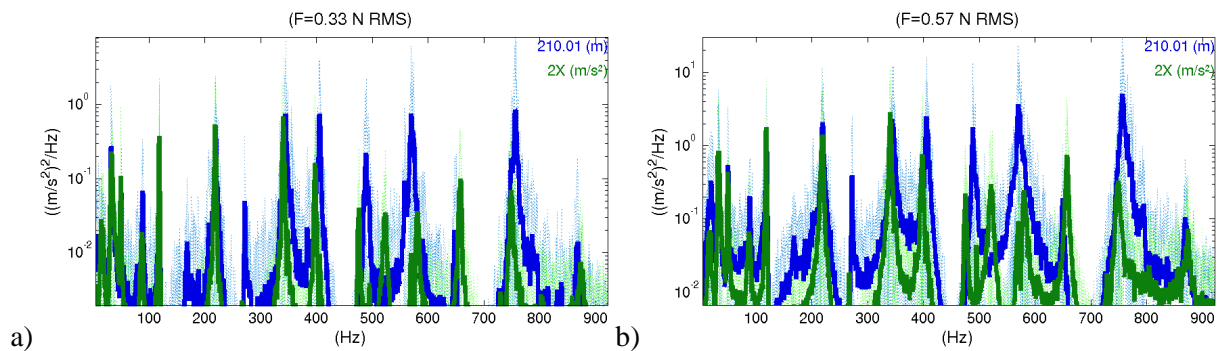 (F=0.33 N RMS)
210.01 (m)
2X (m/s²)
10⁰
10⁻¹
10⁻²
((m/s)²)²/Hz)
100 200 300 400 500 600 700 800 900
(Hz)
a)
(F=0.57 N RMS)
210.01 (m)
2X (m/s²)
10¹
10⁰
10⁻¹
10⁻²
((m/s²)²/Hz)
100 200 300 400 500 600 700 800 900
(Hz)
b)